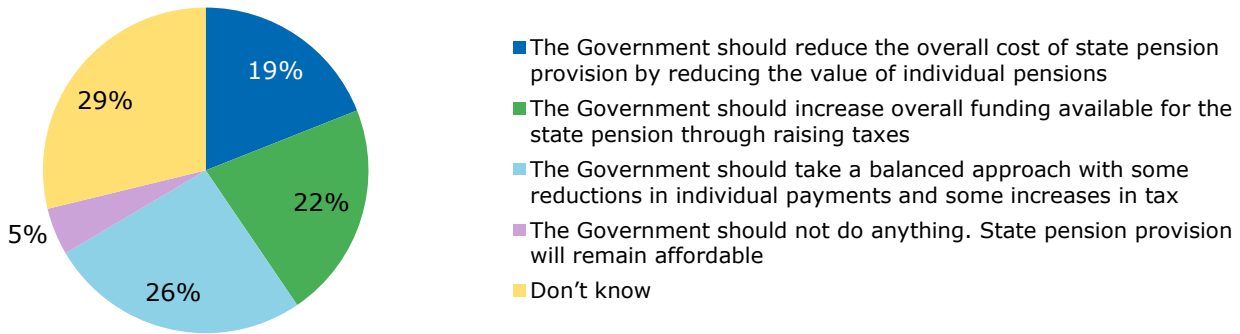 19%
22%
26%
5%
29%
The Government should reduce the overall cost of state pension
provision by reducing the value of individual pensions
The Government should increase overall funding available for the
state pension through raising taxes
The Government should take a balanced approach with some
reductions in individual payments and some increases in tax
The Government should not do anything. State pension provision
will remain affordable
Don’t know